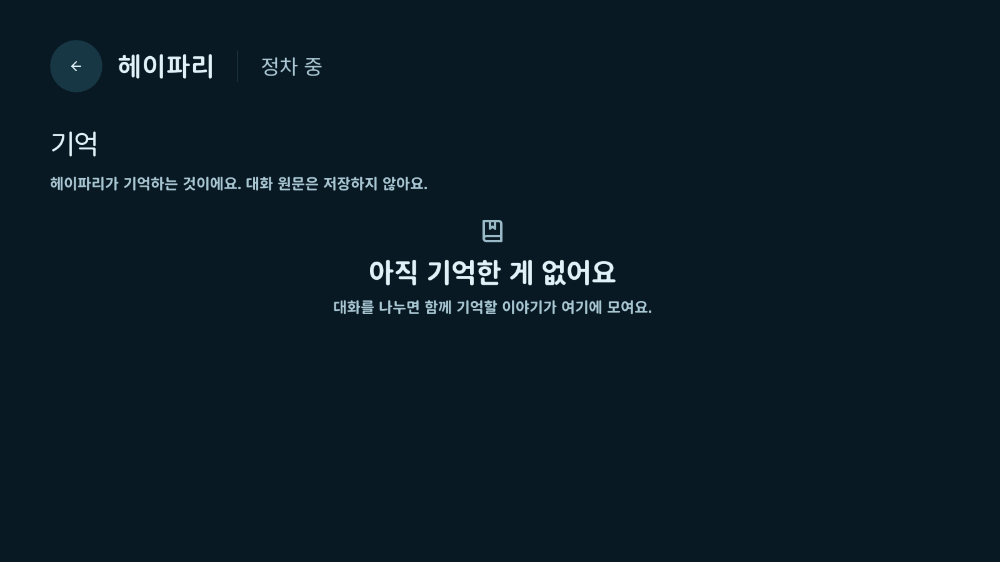 헤이파리
정차 중
기억
헤이파리가 기억하는 것이에요. 대화 원문은 저장하지 않아요.
아직 기억한 게 없어요
대화를 나누면 함께 기억할 이야기가 여기에 모여요.